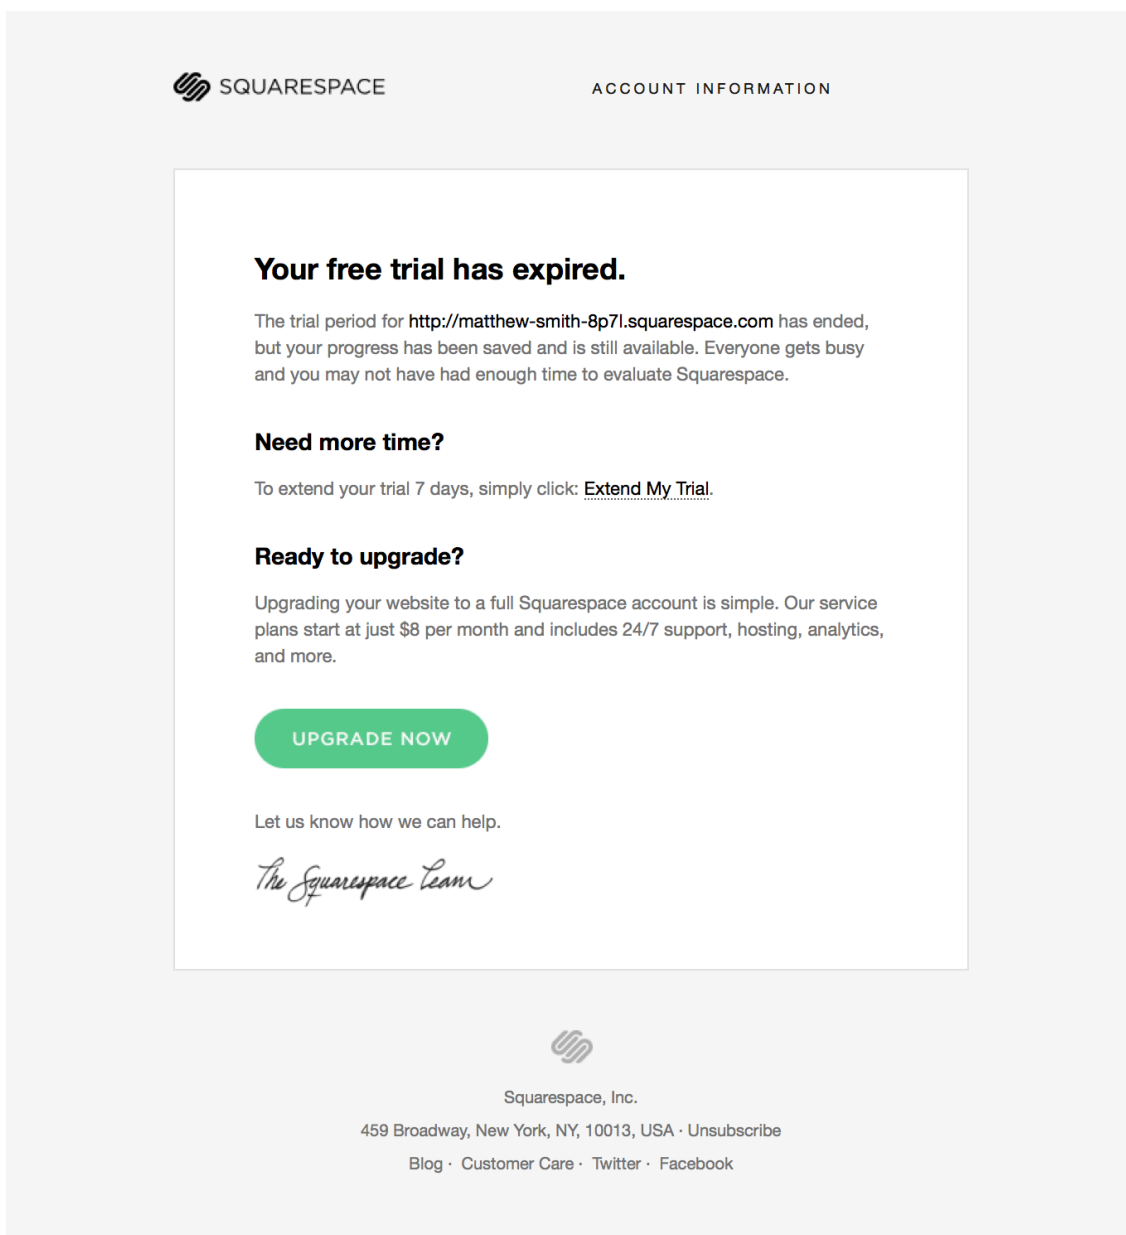 SQUARESPACE
ACCOUNT INFORMATION
Your free trial has expired.
The trial period for http://matthew-smith-8p7l.squarespace.com has ended,
but your progress has been saved and is still available. Everyone gets busy
and you may not have had enough time to evaluate Squarespace.
Need more time?
To extend your trial 7 days, simply click: Extend My Trial.
Ready to upgrade?
Upgrading your website to a full Squarespace account is simple. Our service
plans start at just $8 per month and includes 24/7 support, hosting, analytics,
and more.
UPGRADE NOW
Let us know how we can help.
The Squarespace Team
Squarespace, Inc.
459 Broadway, New York, NY, 10013, USA · Unsubscribe
Blog · Customer Care · Twitter · Facebook